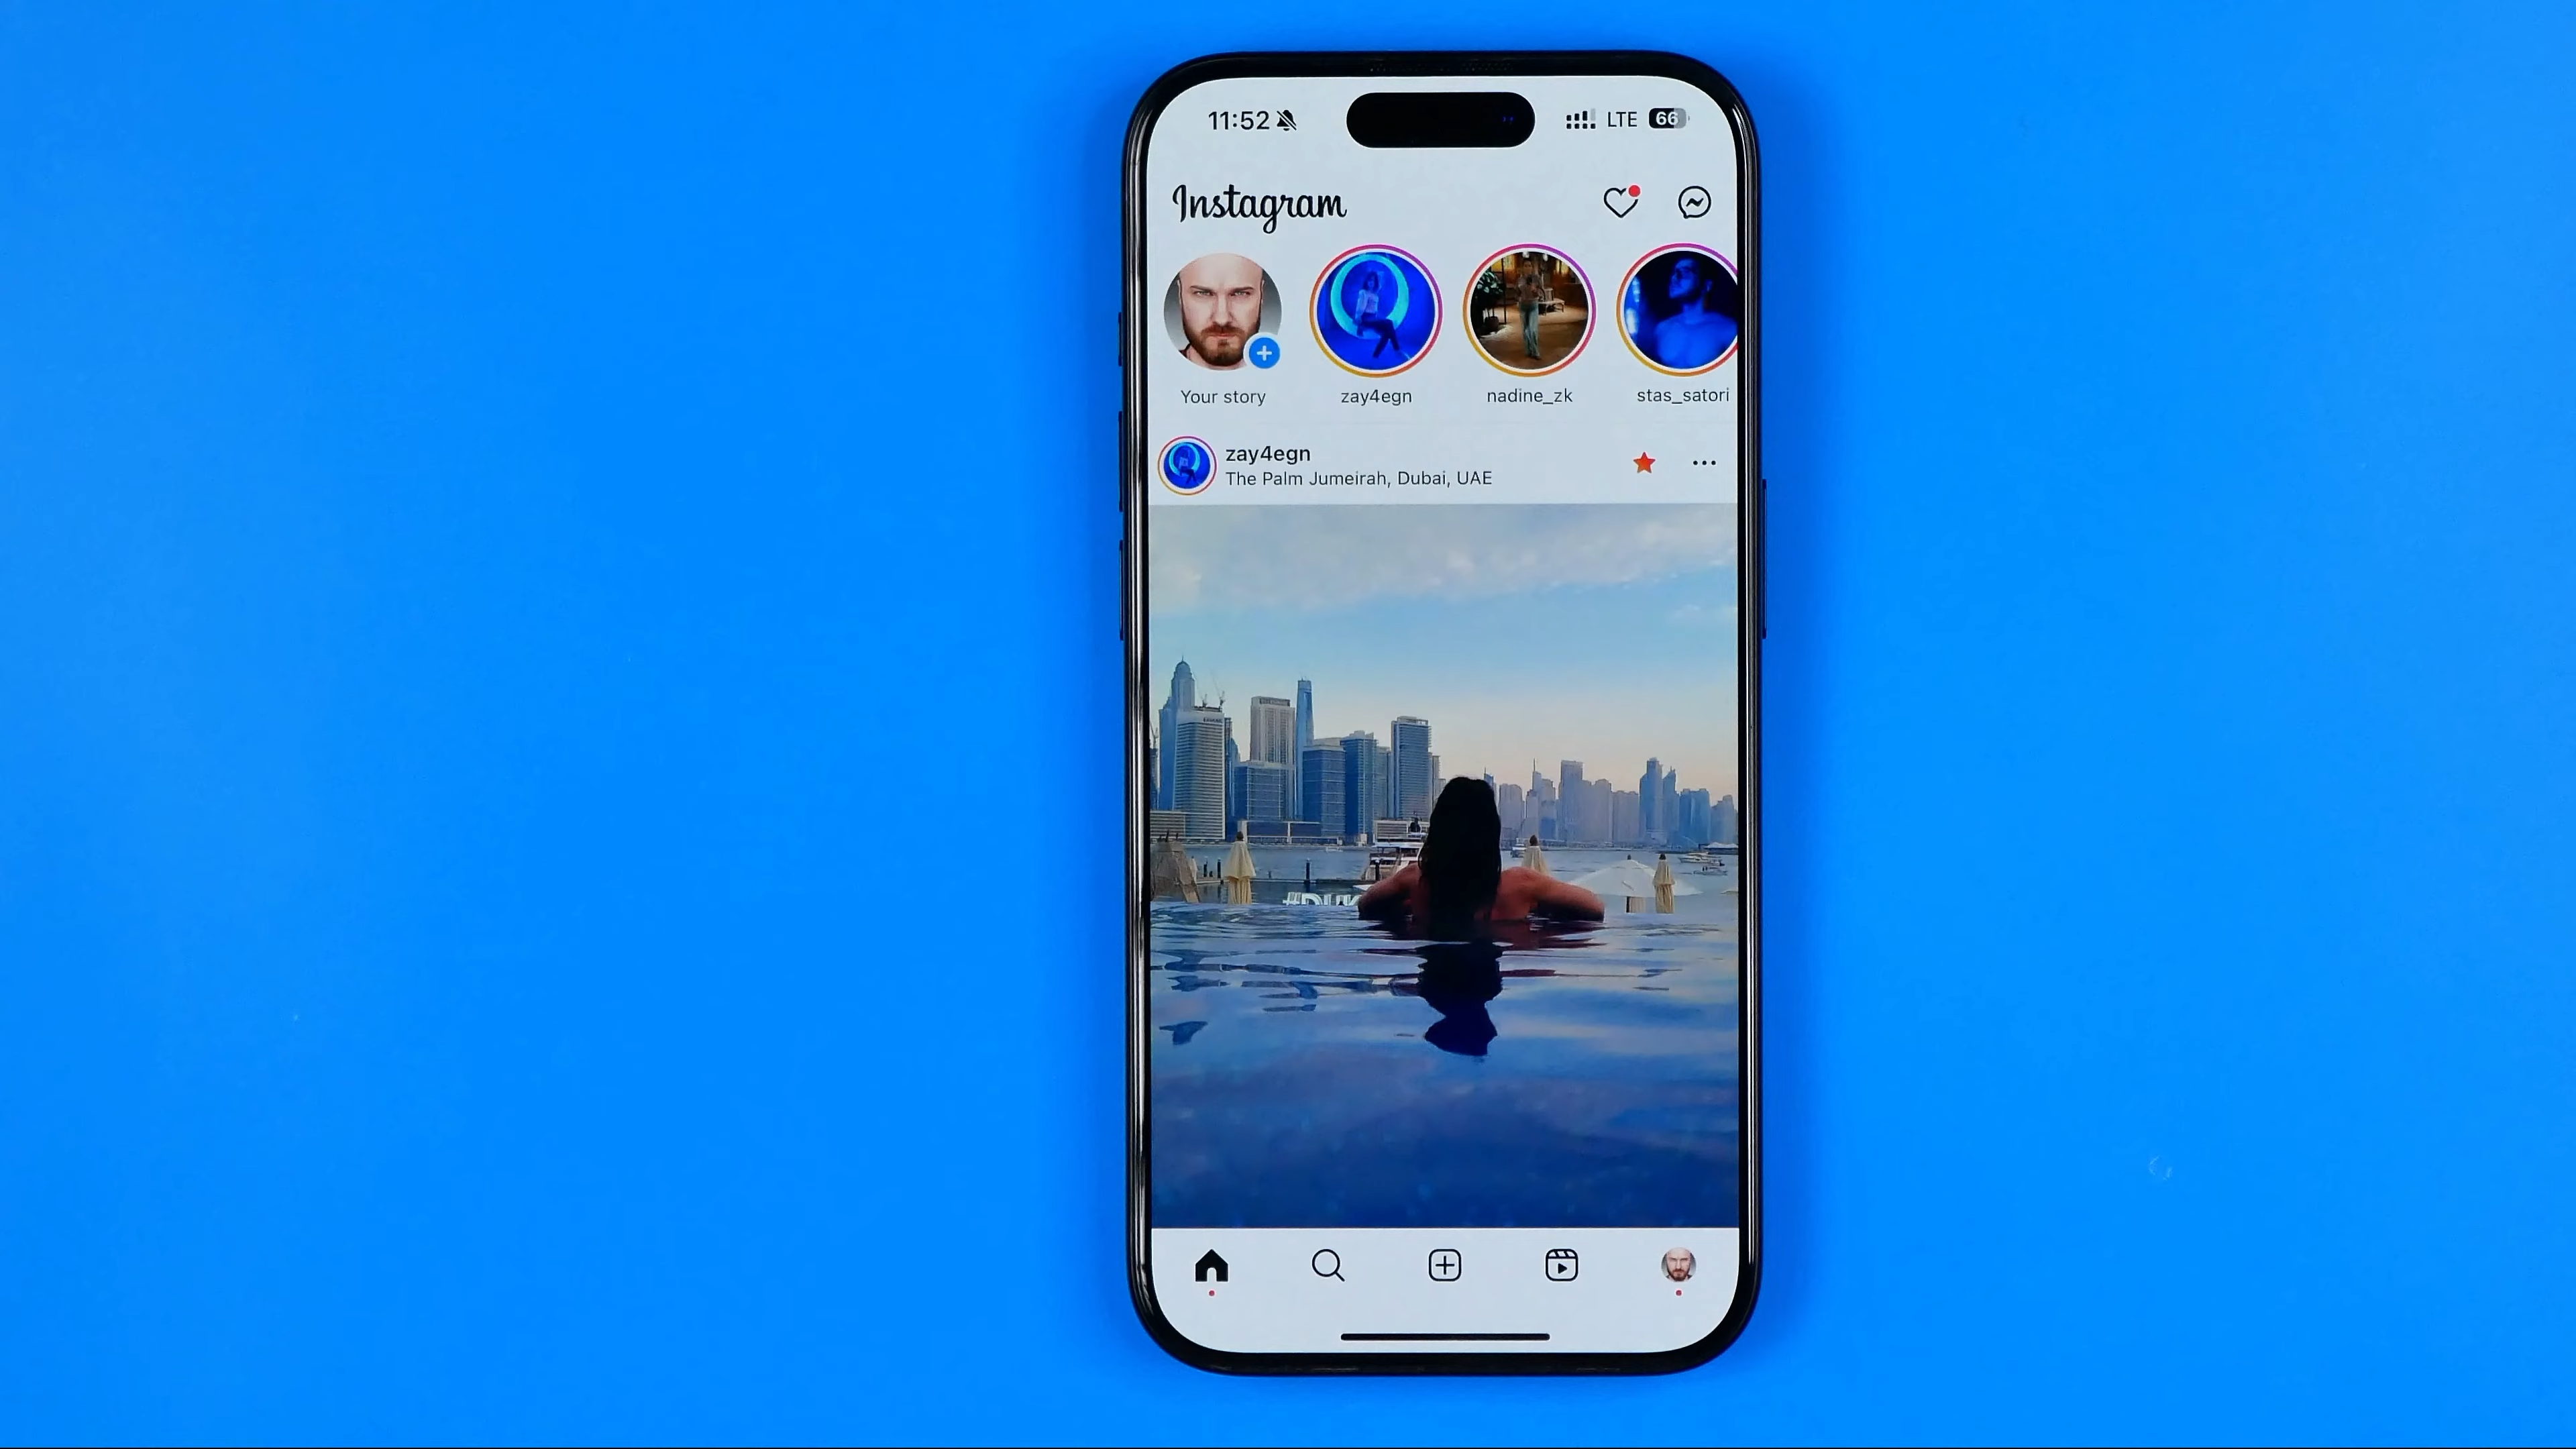 11:52 LTE 66
Instagram
Your story zay4egn nadine_zk stas_satori
zay4egn
The Palm Jumeirah, Dubai, UAE